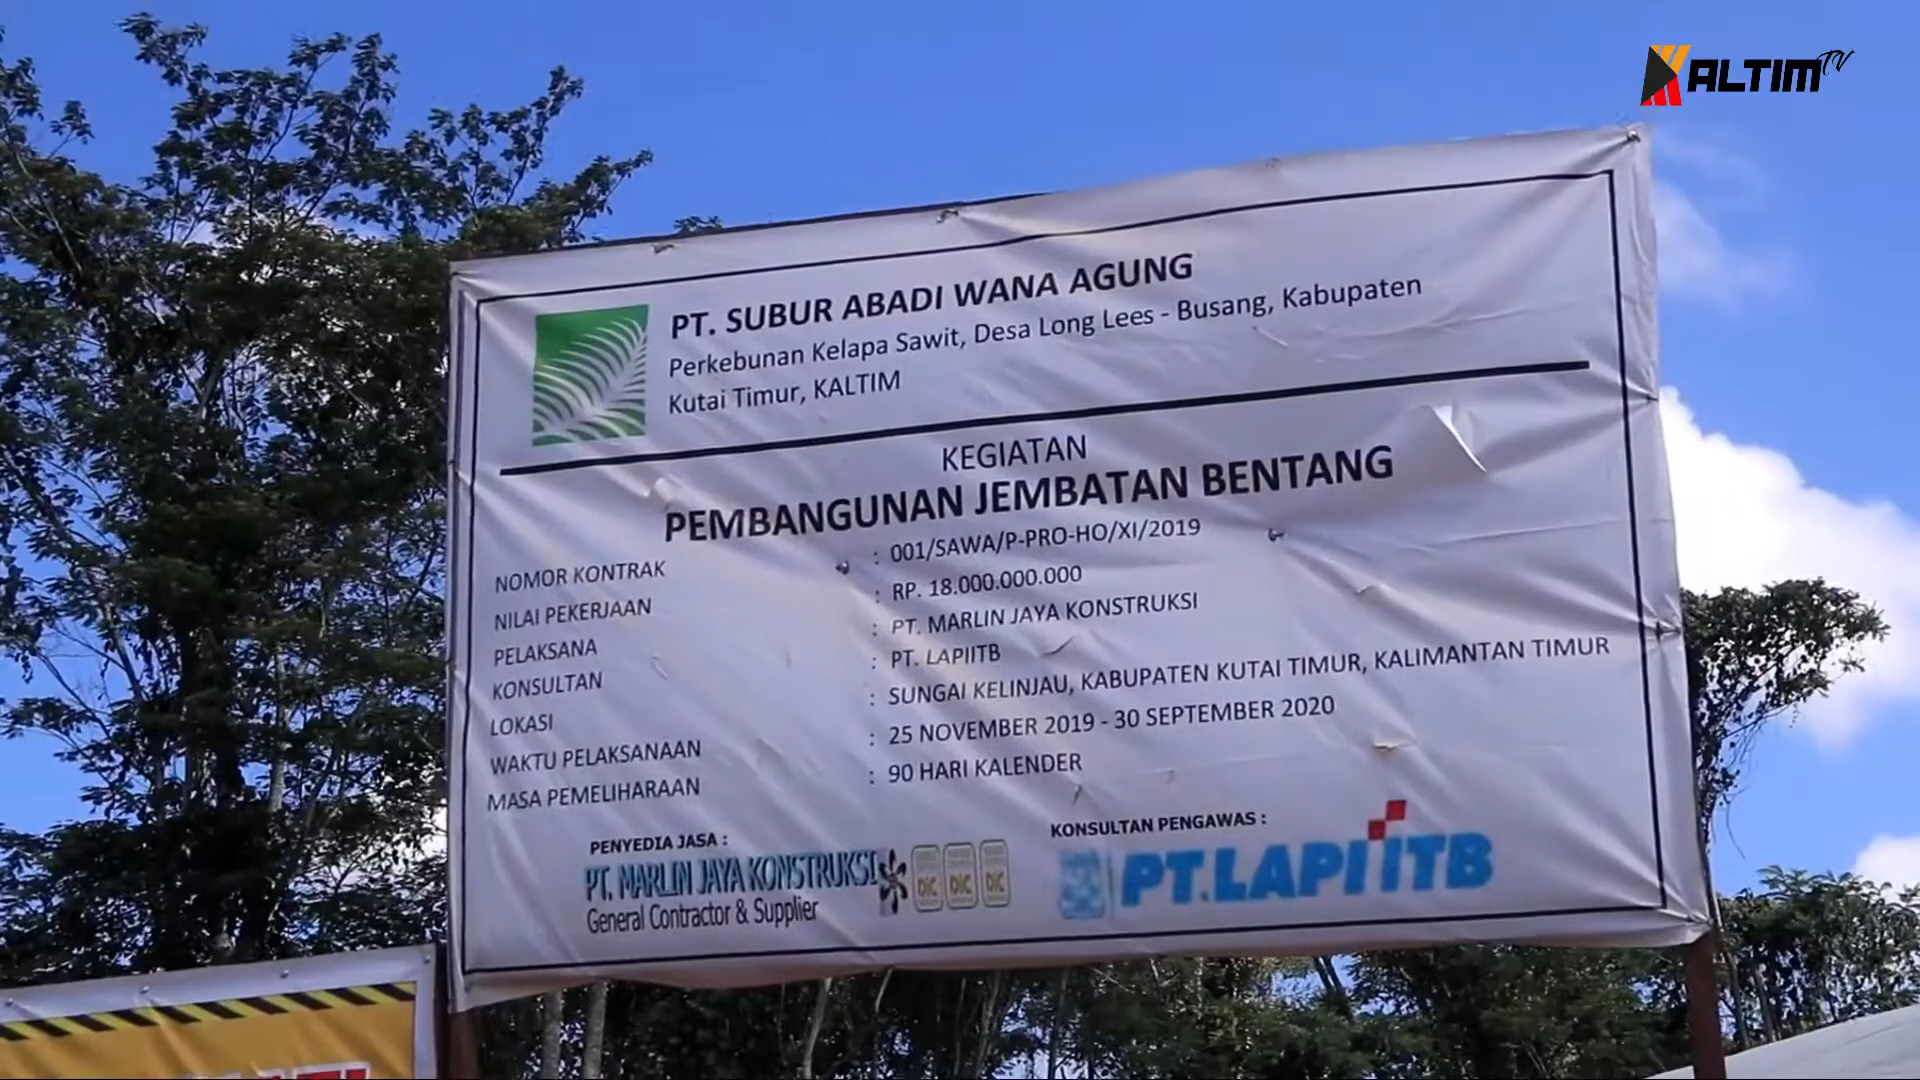 KALTIM TV
PT. SUBUR ABADI WANA AGUNG
Perkebunan Kelapa Sawit, Desa Long Lees - Busang, Kabupaten
Kutai Timur, KALTIM
KEGIATAN
PEMBANGUNAN JEMBATAN BENTANG
NOMOR KONTRAK : 001/SAWA/P-PRO-HO/XI/2019
NILAI PEKERJAAN : RP. 18.000.000.000
PELAKSANA : PT. MARLIN JAYA KONSTRUKSI
KONSULTAN : PT. LAPIITB
LOKASI : SUNGAI KELINJAU, KABUPATEN KUTAI TIMUR, KALIMANTAN TIMUR
WAKTU PELAKSANAAN : 25 NOVEMBER 2019 - 30 SEPTEMBER 2020
MASA PEMELIHARAAN : 90 HARI KALENDER
PENYEDIA JASA :
PT. MARLIN JAYA KONSTRUKSI
General Contractor & Supplier
DIC DIC DIC
KONSULTAN PENGAWAS :
PT. LAPI ITB